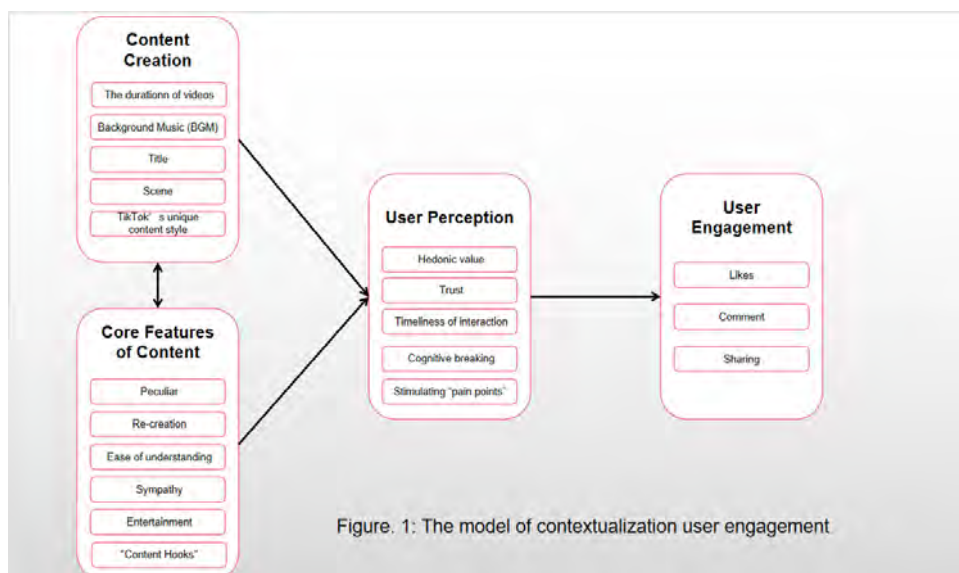 Content
Creation
The durationn of videos
Background Music (BGM)
Title
Scene
TikTok’s unique
content style
Core Features
of Content
Peculiar
Re-creation
Ease of understanding
Sympathy
Entertainment
"Content Hooks"
User Perception
Hedonic value
Trust
Timeliness of interaction
Cognitive breaking
Stimulating "pain points"
User
Engagement
Likes
Comment
Sharing
Figure. 1: The model of contextualization user engagement